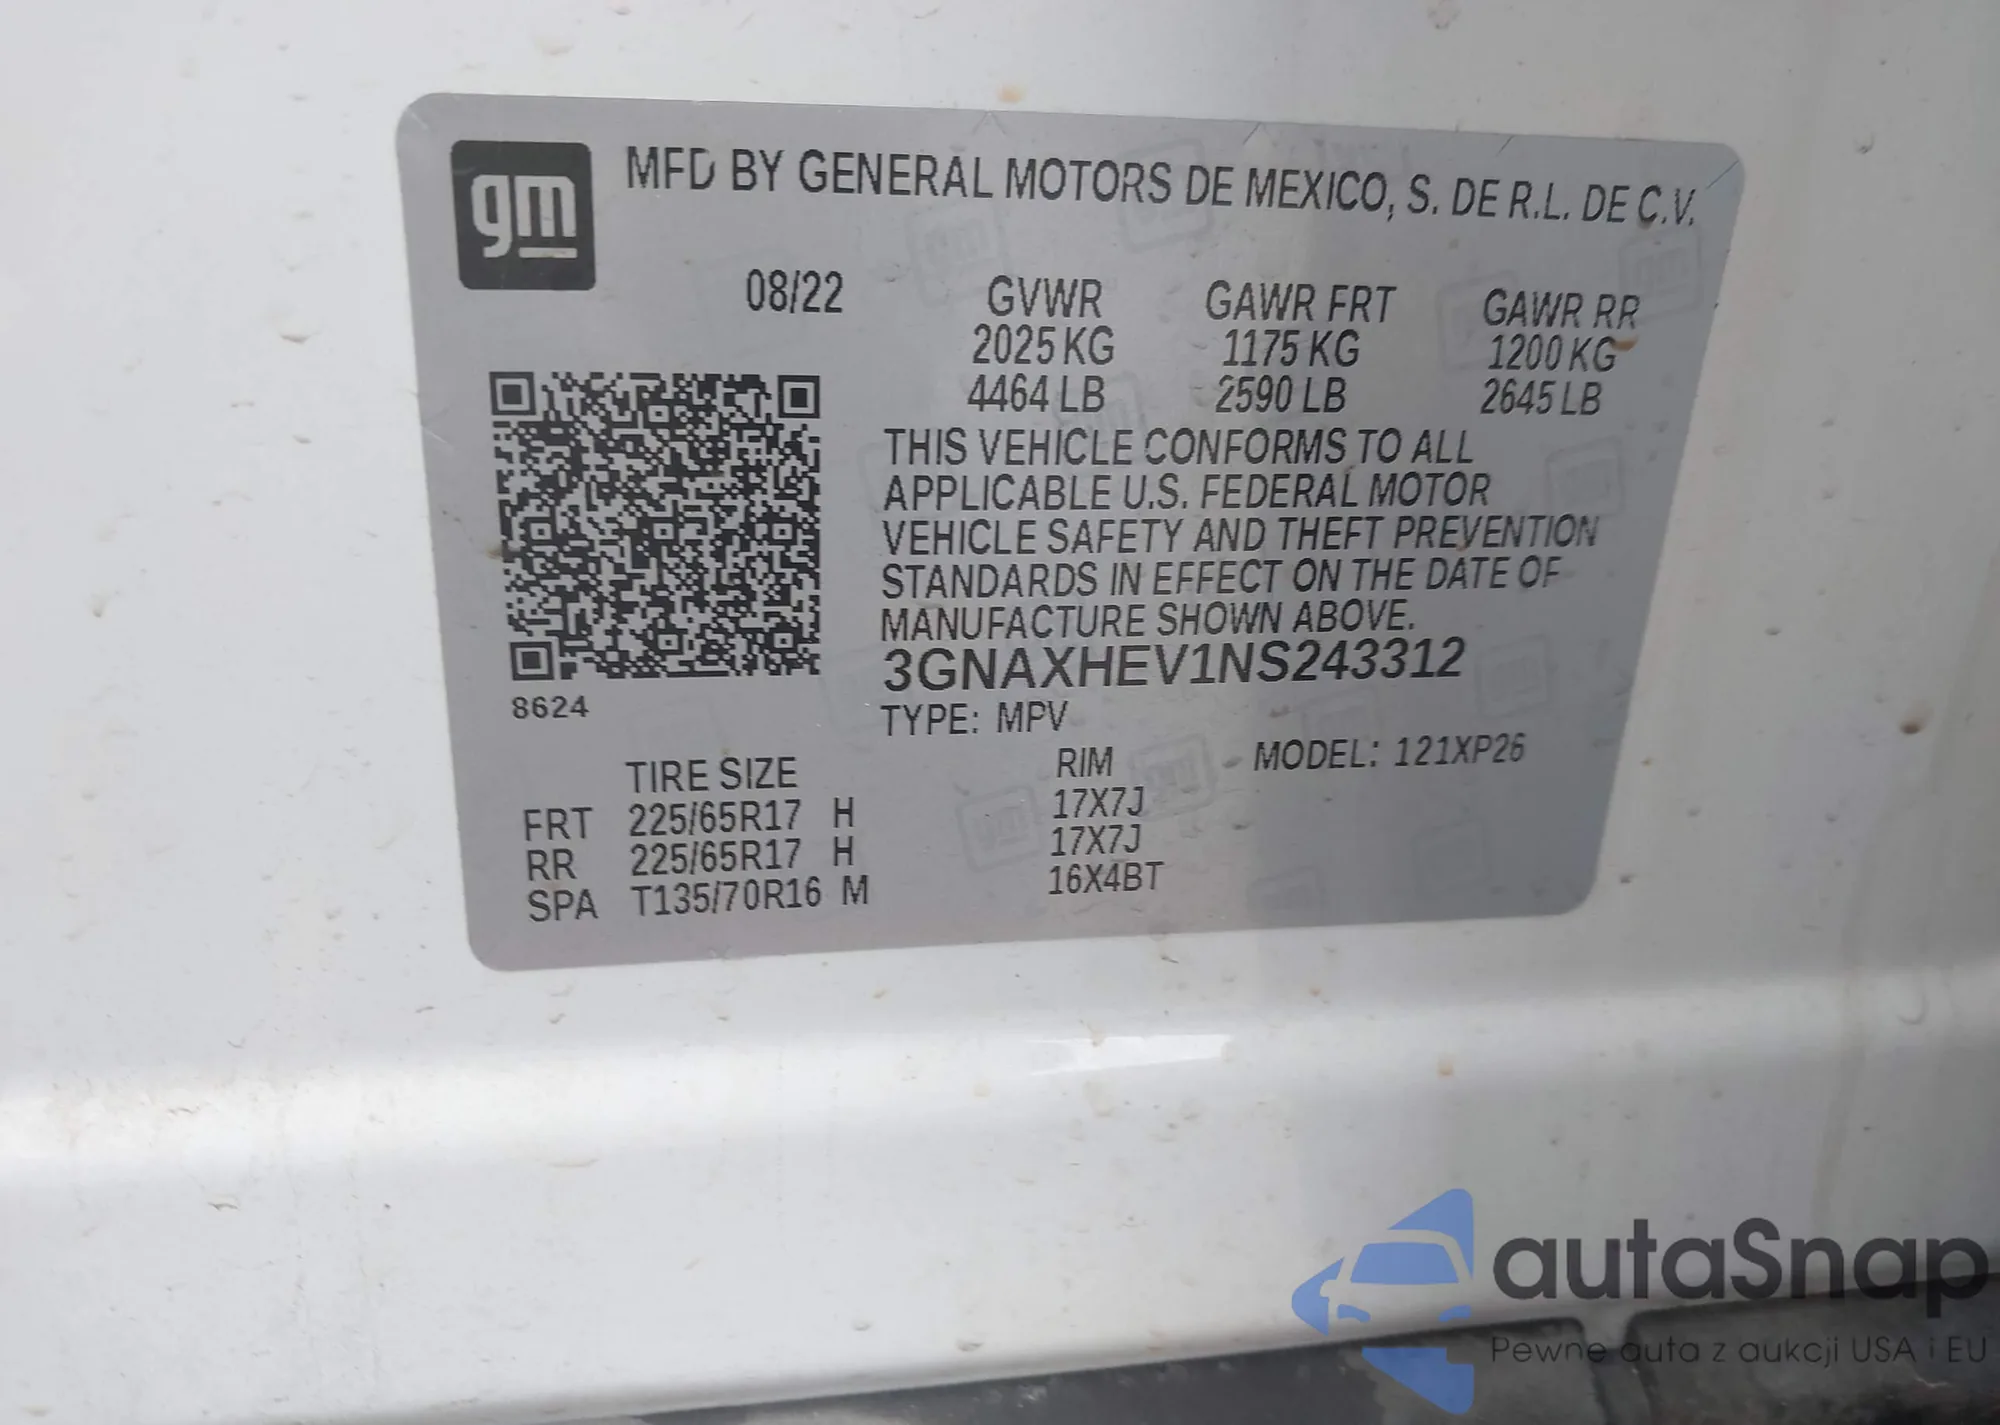 gm
MFD BY GENERAL MOTORS DE MEXICO, S. DE R.L. DE C.V.
08/22 GVWR GAWR FRT GAWR RR
2025 KG 1175 KG 1200 KG
4464 LB 2590 LB 2645 LB
THIS VEHICLE CONFORMS TO ALL
APPLICABLE U.S. FEDERAL MOTOR
VEHICLE SAFETY AND THEFT PREVENTION
STANDARDS IN EFFECT ON THE DATE OF
MANUFACTURE SHOWN ABOVE.
3GNAXHEV1NS243312
8624
TYPE: MPV
TIRE SIZE RIM MODEL: 121XP26
FRT 225/65R17 H 17X7J
RR 225/65R17 H 17X7J
SPA T135/70R16 M 16X4BT
autaSnap
Pewne auta z aukcji USA i EU